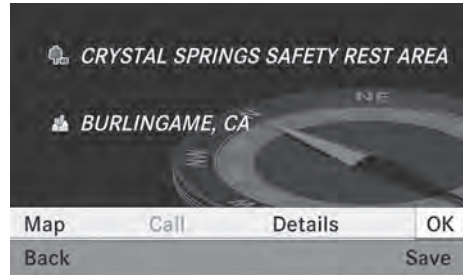 CRYSTAL SPRINGS SAFETY REST AREA
NE
BURLINGAME, CA
Map Call Details OK
Back Save